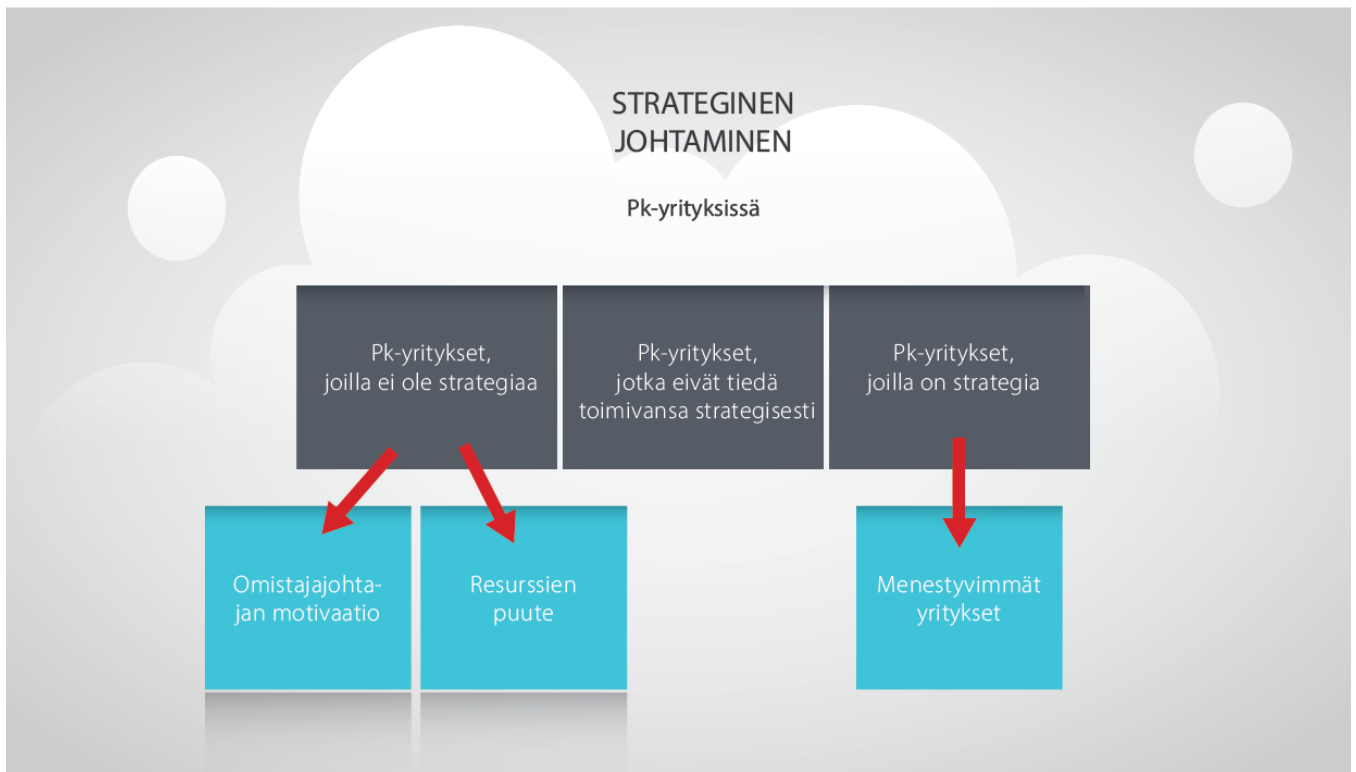 STRATEGINEN
JOHTAMINEN
Pk-yrityksissä
Pk-yritykset,
joilla ei ole strategiaa
Pk-yritykset,
jotka eivät tiedä
toimivansa strategisesti
Pk-yritykset,
joilla on strategia
Omistajajohta-
jan motivaatio
Resurssien
puute
Menestyvimmät
yritykset